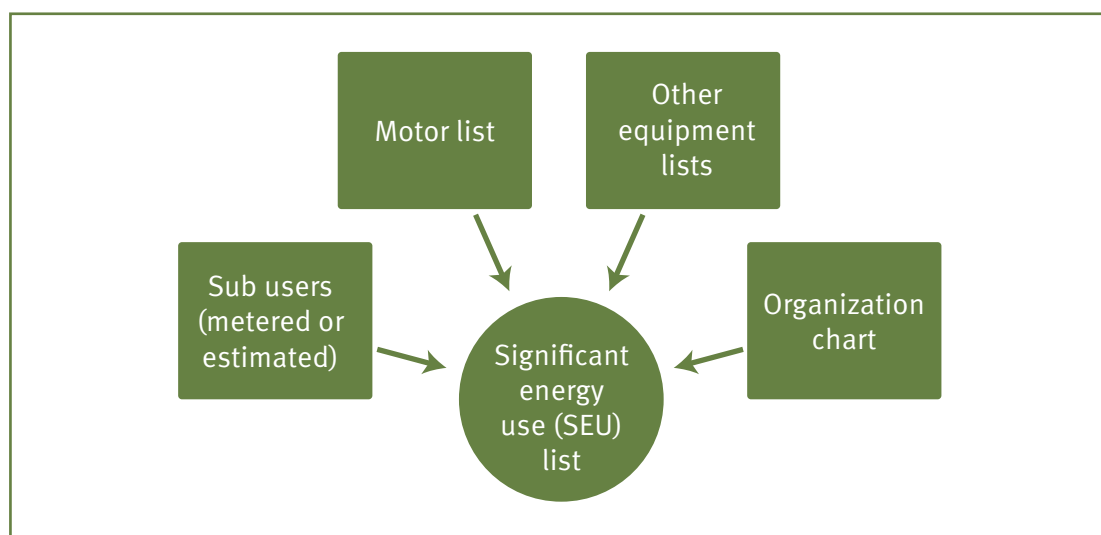 Motor list
Other
equipment
lists
Sub users
(metered or
estimated)
Organization
chart
Significant
energy
use (SEU)
list